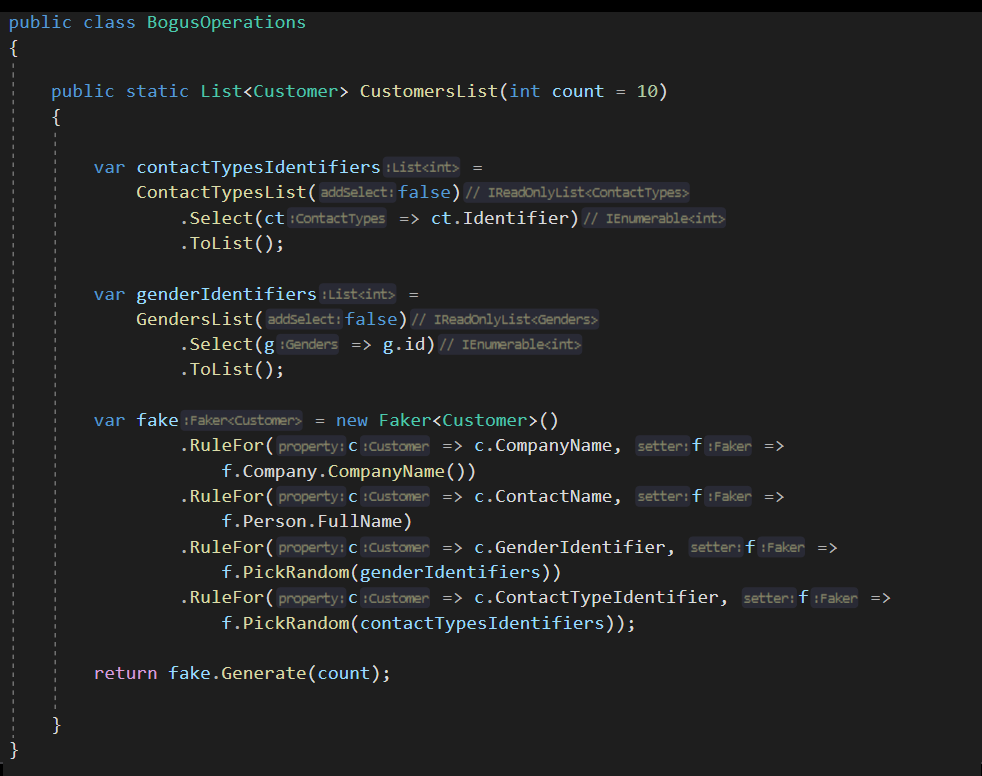 public class BogusOperations
{
public static List<Customer> CustomersList(int count = 10)
{
var contactTypesIdentifiers :List<int> =
ContactTypesList( addSelect: false) // IReadOnlyList<ContactTypes>
.Select(ct :ContactTypes => ct.Identifier) // IEnumerable<int>
.ToList();
var genderIdentifiers :List<int> =
GendersList( addSelect: false) // IReadOnlyList<Genders>
.Select(g :Genders => g.id) // IEnumerable<int>
.ToList();
var fake :Faker<Customer> = new Faker<Customer>()
.RuleFor( property: c :Customer => c.CompanyName, setter: f :Faker =>
f.Company.CompanyName())
.RuleFor( property: c :Customer => c.ContactName, setter: f :Faker =>
f.Person.FullName)
.RuleFor( property: c :Customer => c.GenderIdentifier, setter: f :Faker =>
f.PickRandom(genderIdentifiers))
.RuleFor( property: c :Customer => c.ContactTypeIdentifier, setter: f :Faker =>
f.PickRandom(contactTypesIdentifiers));
return fake.Generate(count);
}
}